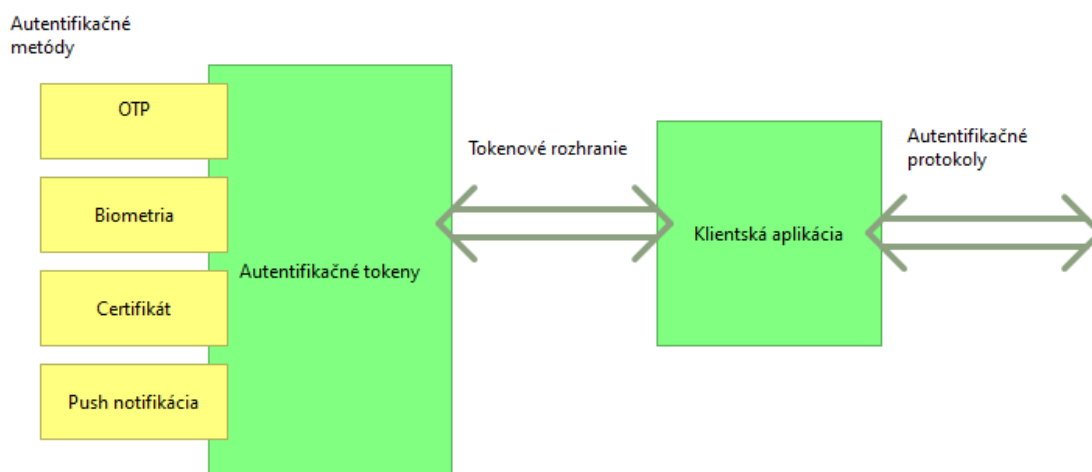 Autentifikačné
metódy
OTP
Biometria
Certifikát
Push notifikácia
Autentifikačné tokeny
Tokenové rozhranie
Klientská aplikácia
Autentifikačné
protokoly